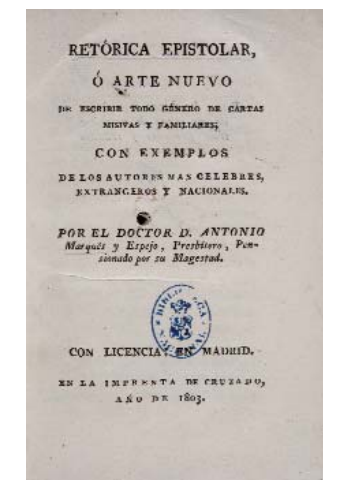 RETÓRICA EPISTOLAR,
Ó ARTE NUEVO
DE ESCRIBIR TODO GÉNERO DE CARTAS
MISIVAS Y FAMILIARES,
CON EXEMPLOS
DE LOS AUTORES MAS CELEBRES,
EXTRANGEROS Y NACIONALES.
POR EL DOCTOR D. ANTONIO
Marqués y Espejo, Presbítero, Pen-
sionado por su Magestad.
BIBLIOTECA
NACIONAL
CON LICENCIA: EN MADRID.
EN LA IMPRENTA DE CRUZADO,
AÑO DE 1803.